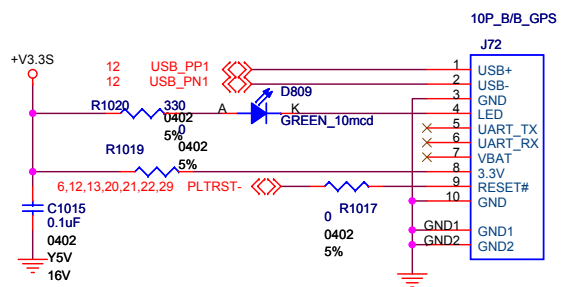 10P_B/B_GPS
J72
+V3.3S
12 USB_PP1
12 USB_PN1
1 USB+
2 USB-
3 GND
4 LED
5 UART_TX
6 UART_RX
7 VBAT
8 3.3V
9 RESET#
10 GND
GND1 GND1
GND2 GND2
D809
A K
GREEN_10mcd
R1020 330
0402
5%
R1019 0
0402
5%
6,12,13,20,21,22,29 PLTRST-
R1017
0
0402
5%
C1015
0.1uF
0402
Y5V
16V